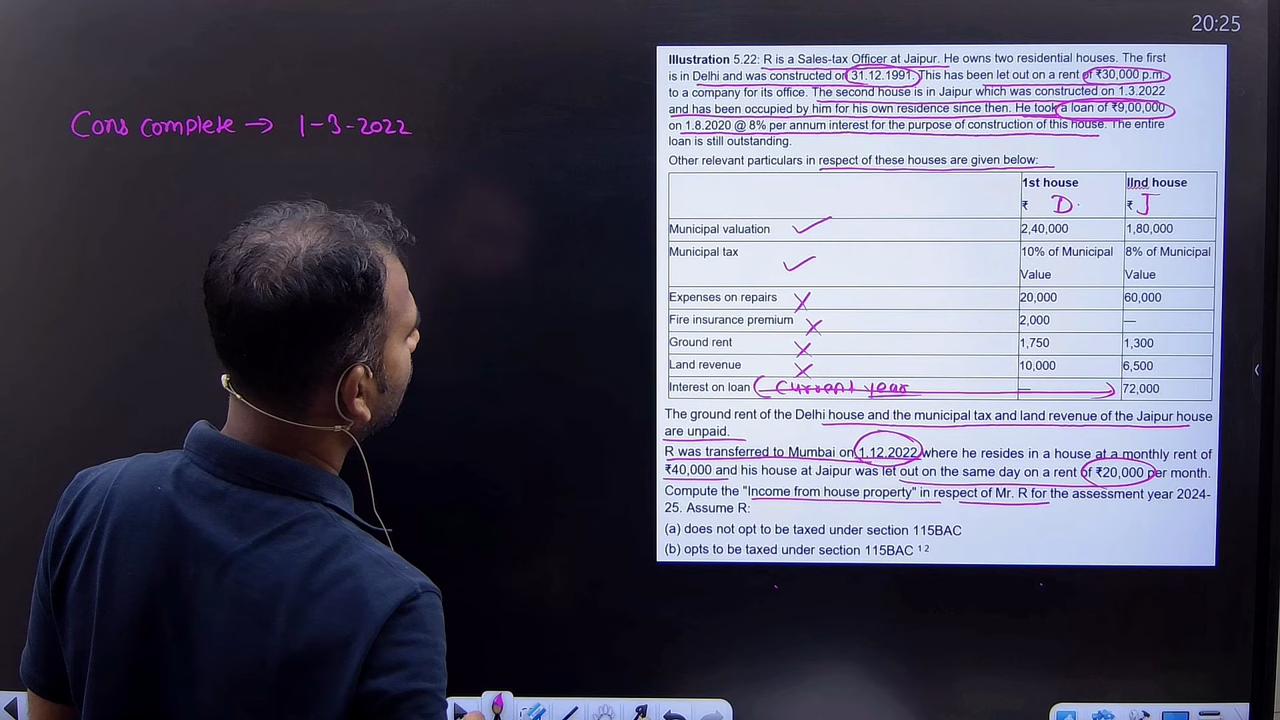 20:25
Cons complete → 1-3-2022
Illustration 5.22: R is a Sales-tax Officer at Jaipur. He owns two residential houses. The first
is in Delhi and was constructed on 31.12.1991. This has been let out on a rent of ₹30,000 p.m.
to a company for its office. The second house is in Jaipur which was constructed on 1.3.2022
and has been occupied by him for his own residence since then. He took a loan of ₹9,00,000
on 1.8.2020 @ 8% per annum interest for the purpose of construction of this house. The entire
loan is still outstanding.
Other relevant particulars in respect of these houses are given below:
1st house IInd house
₹ D. ₹ J
Municipal valuation 2,40,000 1,80,000
Municipal tax 10% of Municipal Value 8% of Municipal Value
Expenses on repairs 20,000 60,000
Fire insurance premium 2,000 —
Ground rent 1,750 1,300
Land revenue 10,000 6,500
Interest on loan (current year) — 72,000
The ground rent of the Delhi house and the municipal tax and land revenue of the Jaipur house
are unpaid.
R was transferred to Mumbai on 1.12.2022 where he resides in a house at a monthly rent of
₹40,000 and his house at Jaipur was let out on the same day on a rent of ₹20,000 per month.
Compute the "Income from house property" in respect of Mr. R for the assessment year 2024-
25. Assume R:
(a) does not opt to be taxed under section 115BAC
(b) opts to be taxed under section 115BAC 12